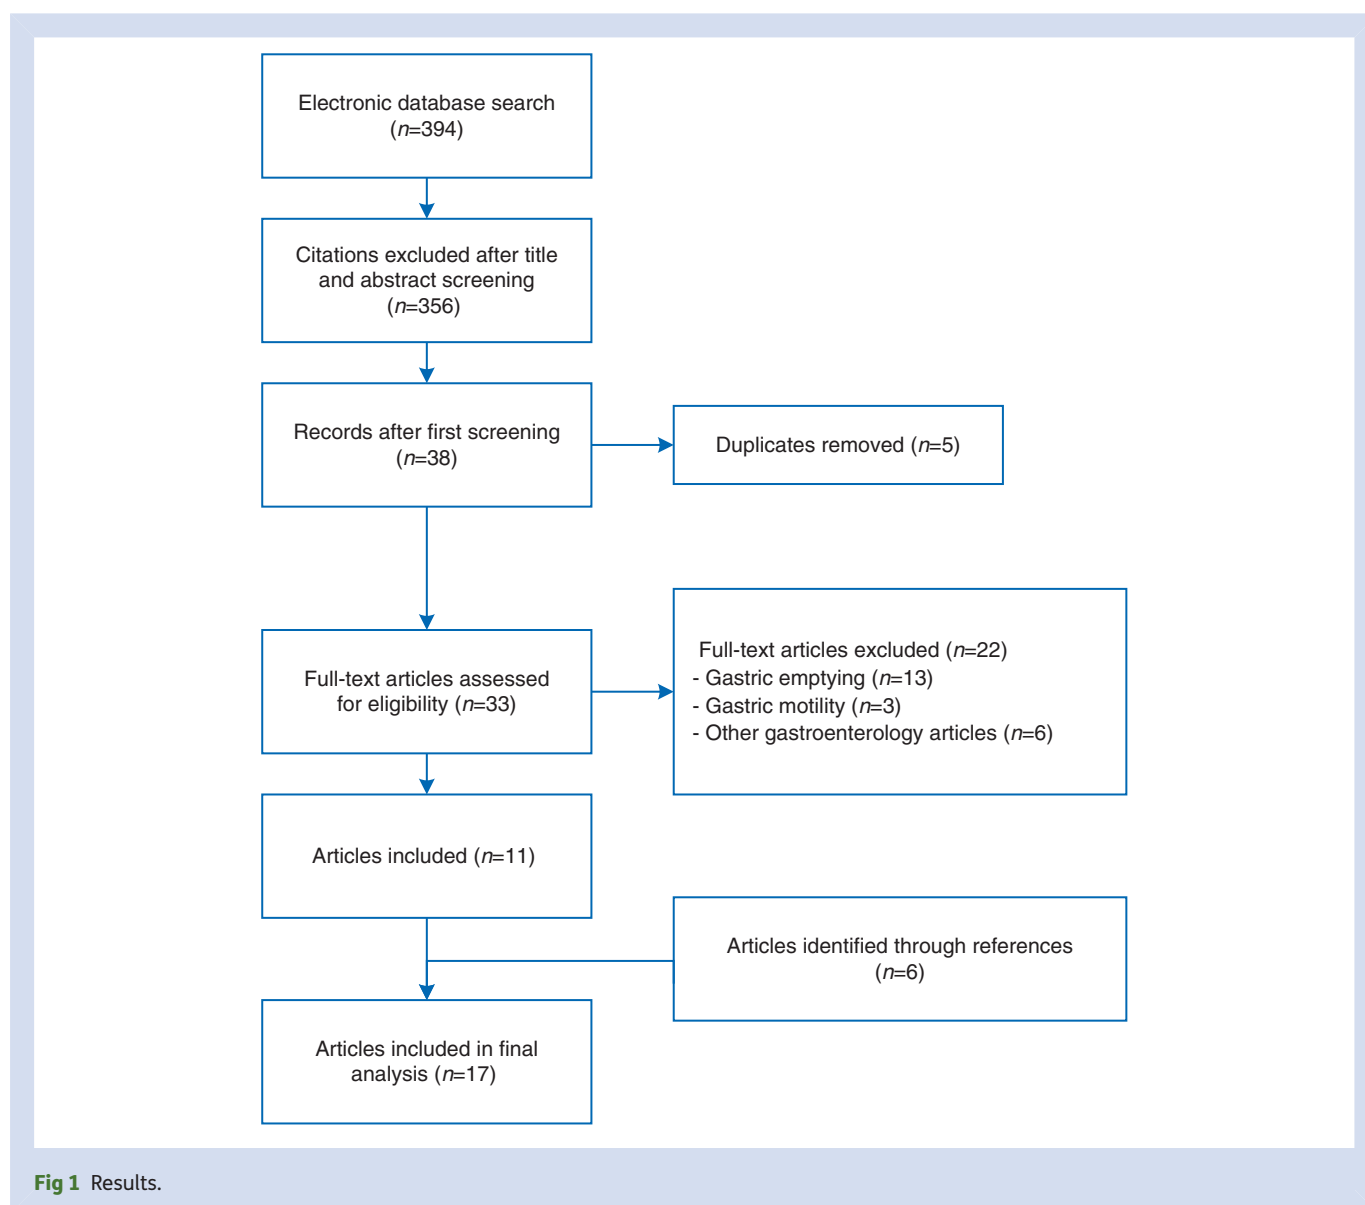 Electronic database search
(n=394)
Citations excluded after title
and abstract screening
(n=356)
Records after first screening
(n=38)
Duplicates removed (n=5)
Full-text articles assessed
for eligibility (n=33)
Full-text articles excluded (n=22)
- Gastric emptying (n=13)
- Gastric motility (n=3)
- Other gastroenterology articles (n=6)
Articles included (n=11)
Articles identified through references
(n=6)
Articles included in final
analysis (n=17)
Fig 1 Results.